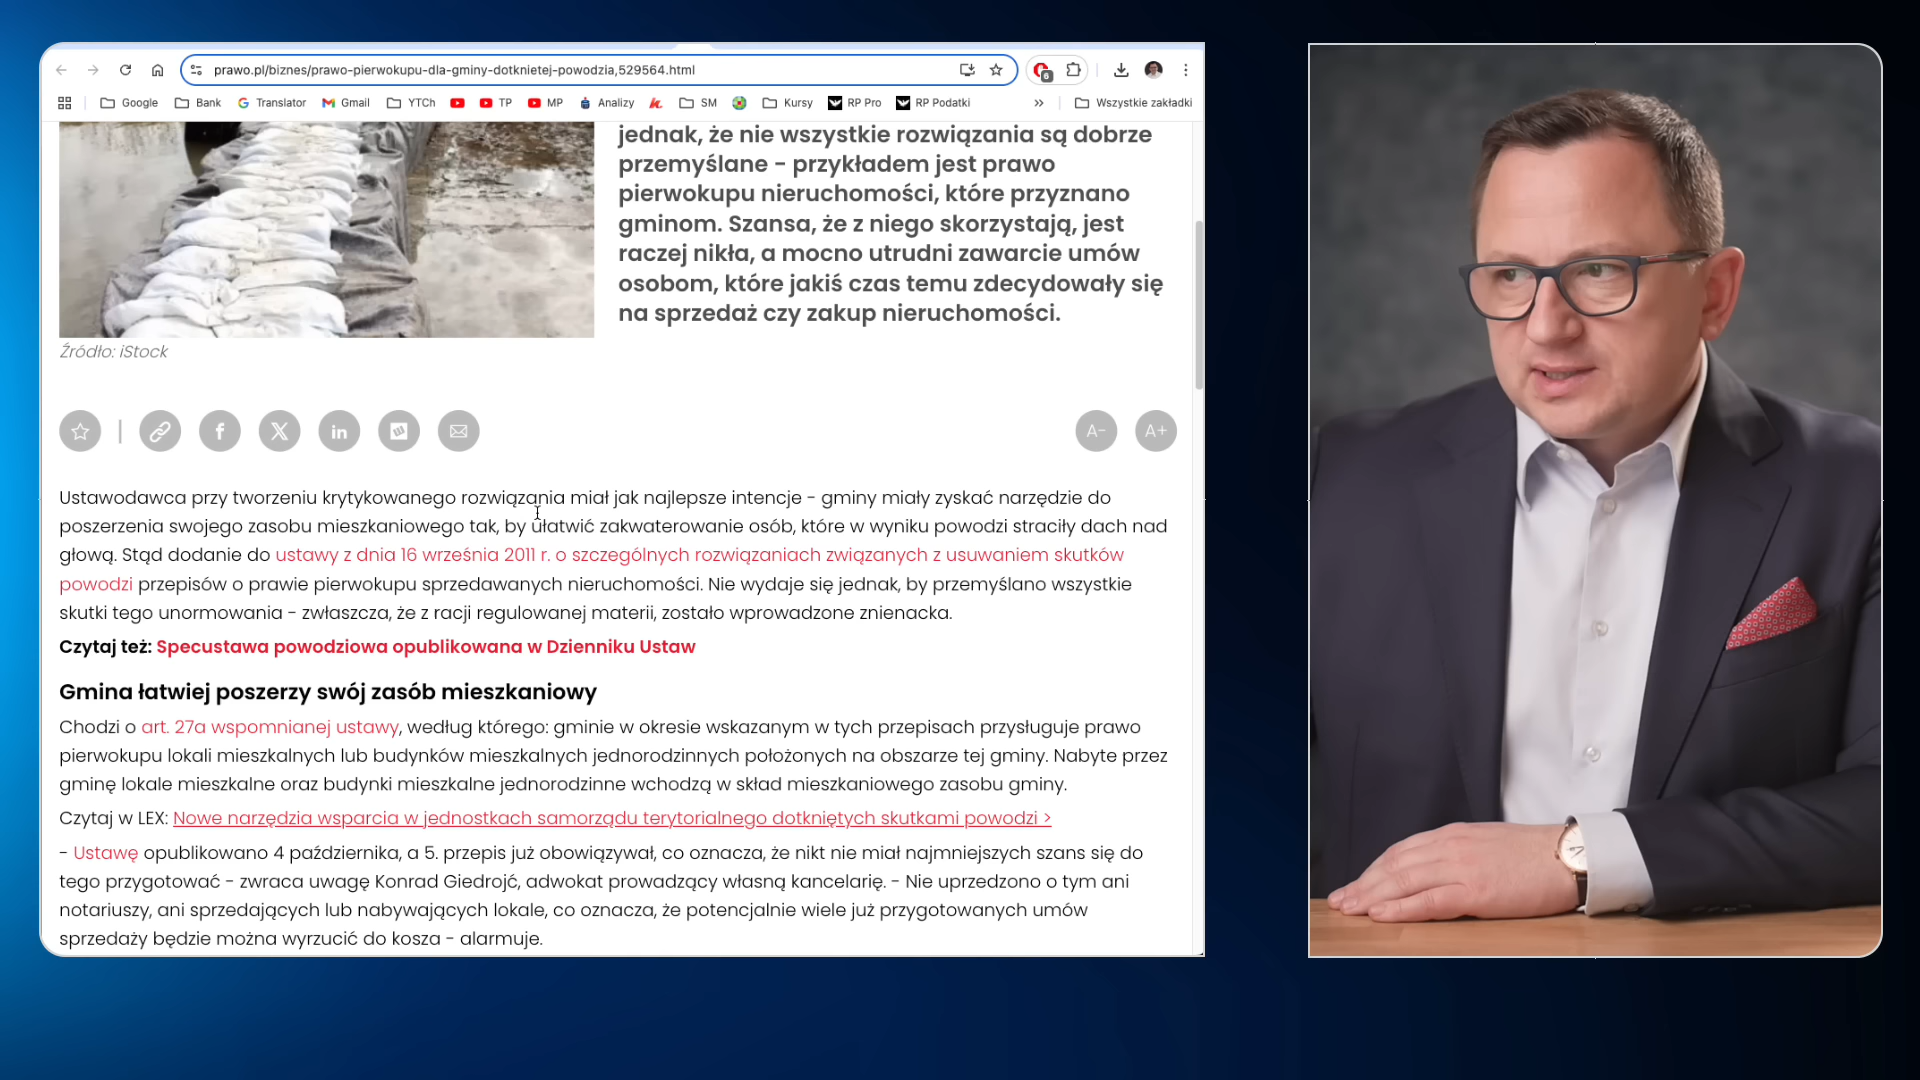 prawo.pl/biznes/prawo-pierwokupu-dla-gminy-dotknietej-powodzia,529564.html
6
Google Bank Translator Gmail YTCh TP MP Analizy SM Kursy RP Pro RP Podatki » Wszystkie zakładki
jednak, że nie wszystkie rozwiązania są dobrze
przemyślane - przykładem jest prawo
pierwokupu nieruchomości, które przyznano
gminom. Szansa, że z niego skorzystają, jest
raczej nikła, a mocno utrudni zawarcie umów
osobom, które jakiś czas temu zdecydowały się
na sprzedaż czy zakup nieruchomości.
Źródło: iStock
A- A+
Ustawodawca przy tworzeniu krytykowanego rozwiązania miał jak najlepsze intencje - gminy miały zyskać narzędzie do
poszerzenia swojego zasobu mieszkaniowego tak, by ułatwić zakwaterowanie osób, które w wyniku powodzi straciły dach nad
głową. Stąd dodanie do ustawy z dnia 16 września 2011 r. o szczególnych rozwiązaniach związanych z usuwaniem skutków
powodzi przepisów o prawie pierwokupu sprzedawanych nieruchomości. Nie wydaje się jednak, by przemyślano wszystkie
skutki tego unormowania - zwłaszcza, że z racji regulowanej materii, zostało wprowadzone znienacka.
Czytaj też: Specustawa powodziowa opublikowana w Dzienniku Ustaw
Gmina łatwiej poszerzy swój zasób mieszkaniowy
Chodzi o art. 27a wspomnianej ustawy, według którego: gminie w okresie wskazanym w tych przepisach przysługuje prawo
pierwokupu lokali mieszkalnych lub budynków mieszkalnych jednorodzinnych położonych na obszarze tej gminy. Nabyte przez
gminę lokale mieszkalne oraz budynki mieszkalne jednorodzinne wchodzą w skład mieszkaniowego zasobu gminy.
Czytaj w LEX: Nowe narzędzia wsparcia w jednostkach samorządu terytorialnego dotkniętych skutkami powodzi >
- Ustawę opublikowano 4 października, a 5. przepis już obowiązywał, co oznacza, że nikt nie miał najmniejszych szans się do
tego przygotować - zwraca uwagę Konrad Giedrojć, adwokat prowadzący własną kancelarię. - Nie uprzedzono o tym ani
notariuszy, ani sprzedających lub nabywających lokale, co oznacza, że potencjalnie wiele już przygotowanych umów
sprzedaży będzie można wyrzucić do kosza - alarmuje.